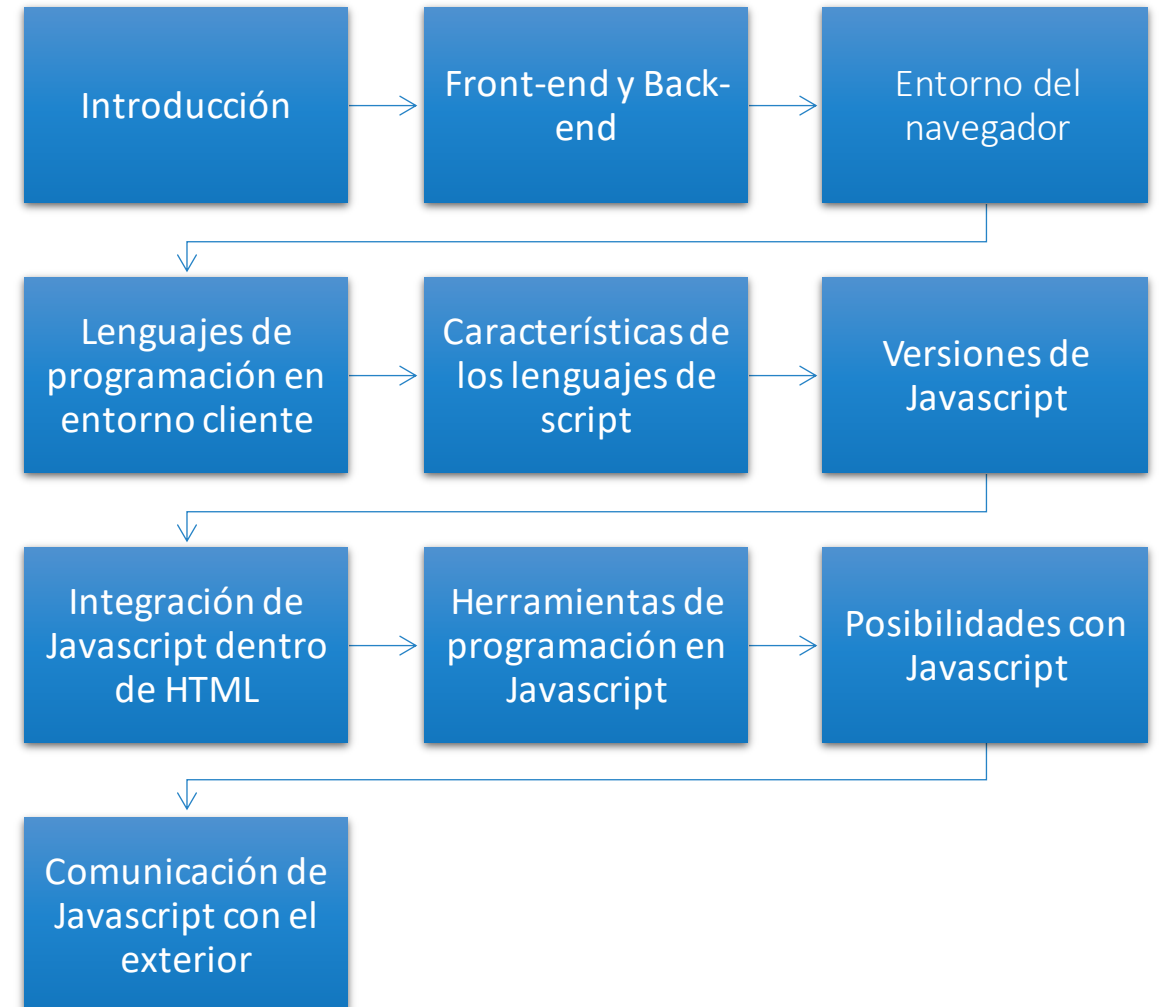 Introducción
Front-end y Back-
end
Entorno del
navegador
Lenguajes de
programación en
entorno cliente
Características de
los lenguajes de
script
Versiones de
Javascript
Integración de
Javascript dentro
de HTML
Herramientas de
programación en
Javascript
Posibilidades con
Javascript
Comunicación de
Javascript con el
exterior